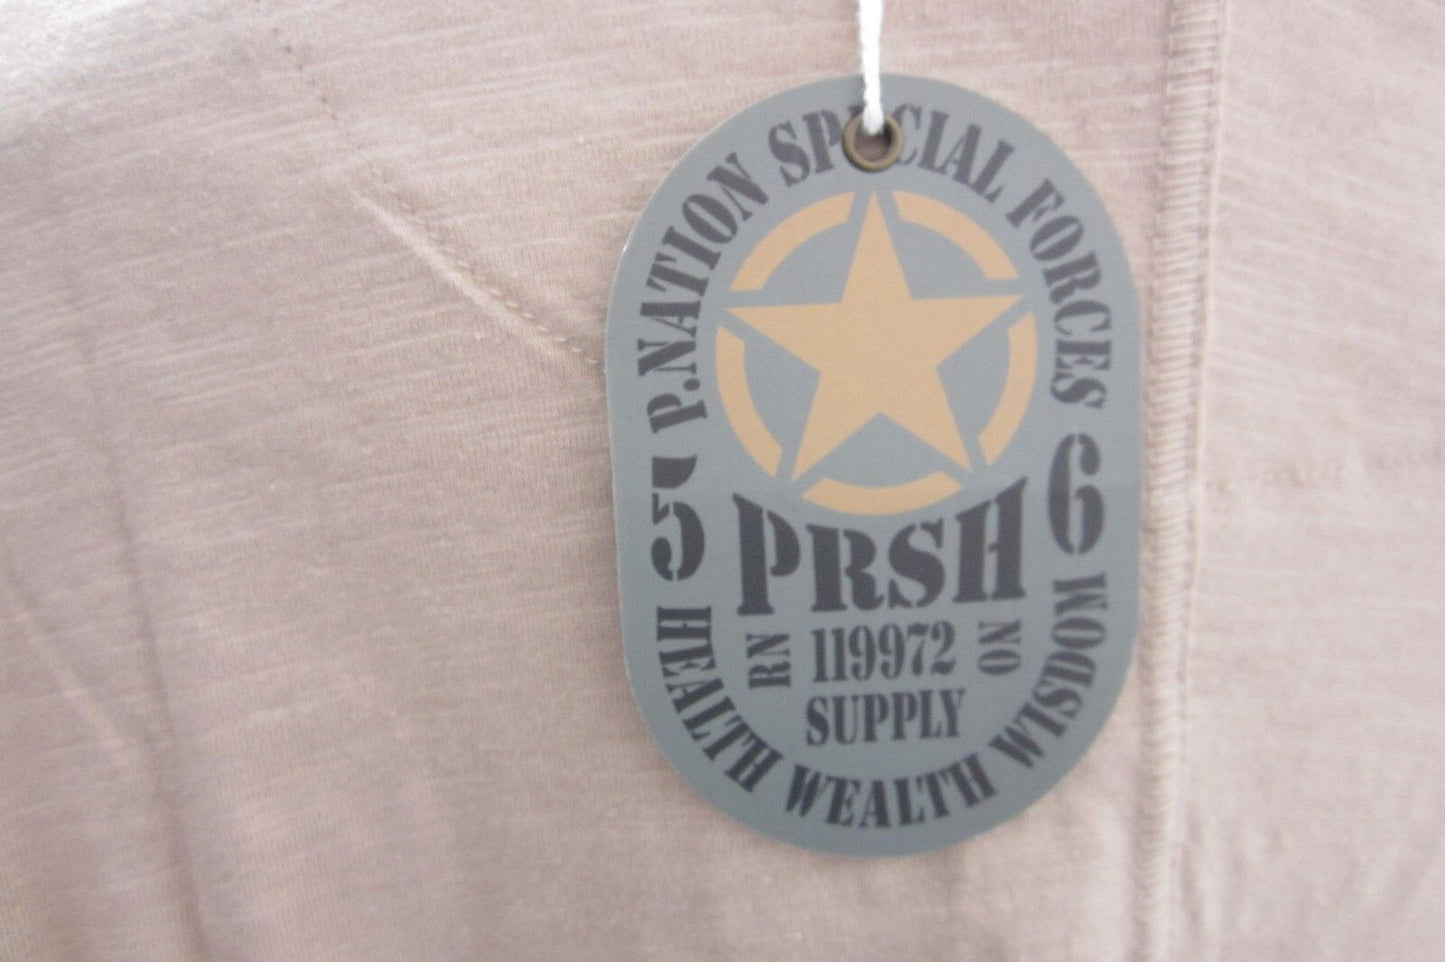 P.NATION SPECIAL FORCES
5 6
PRSH
RN 119972 NO
SUPPLY
HEALTH WEALTH WISDOM